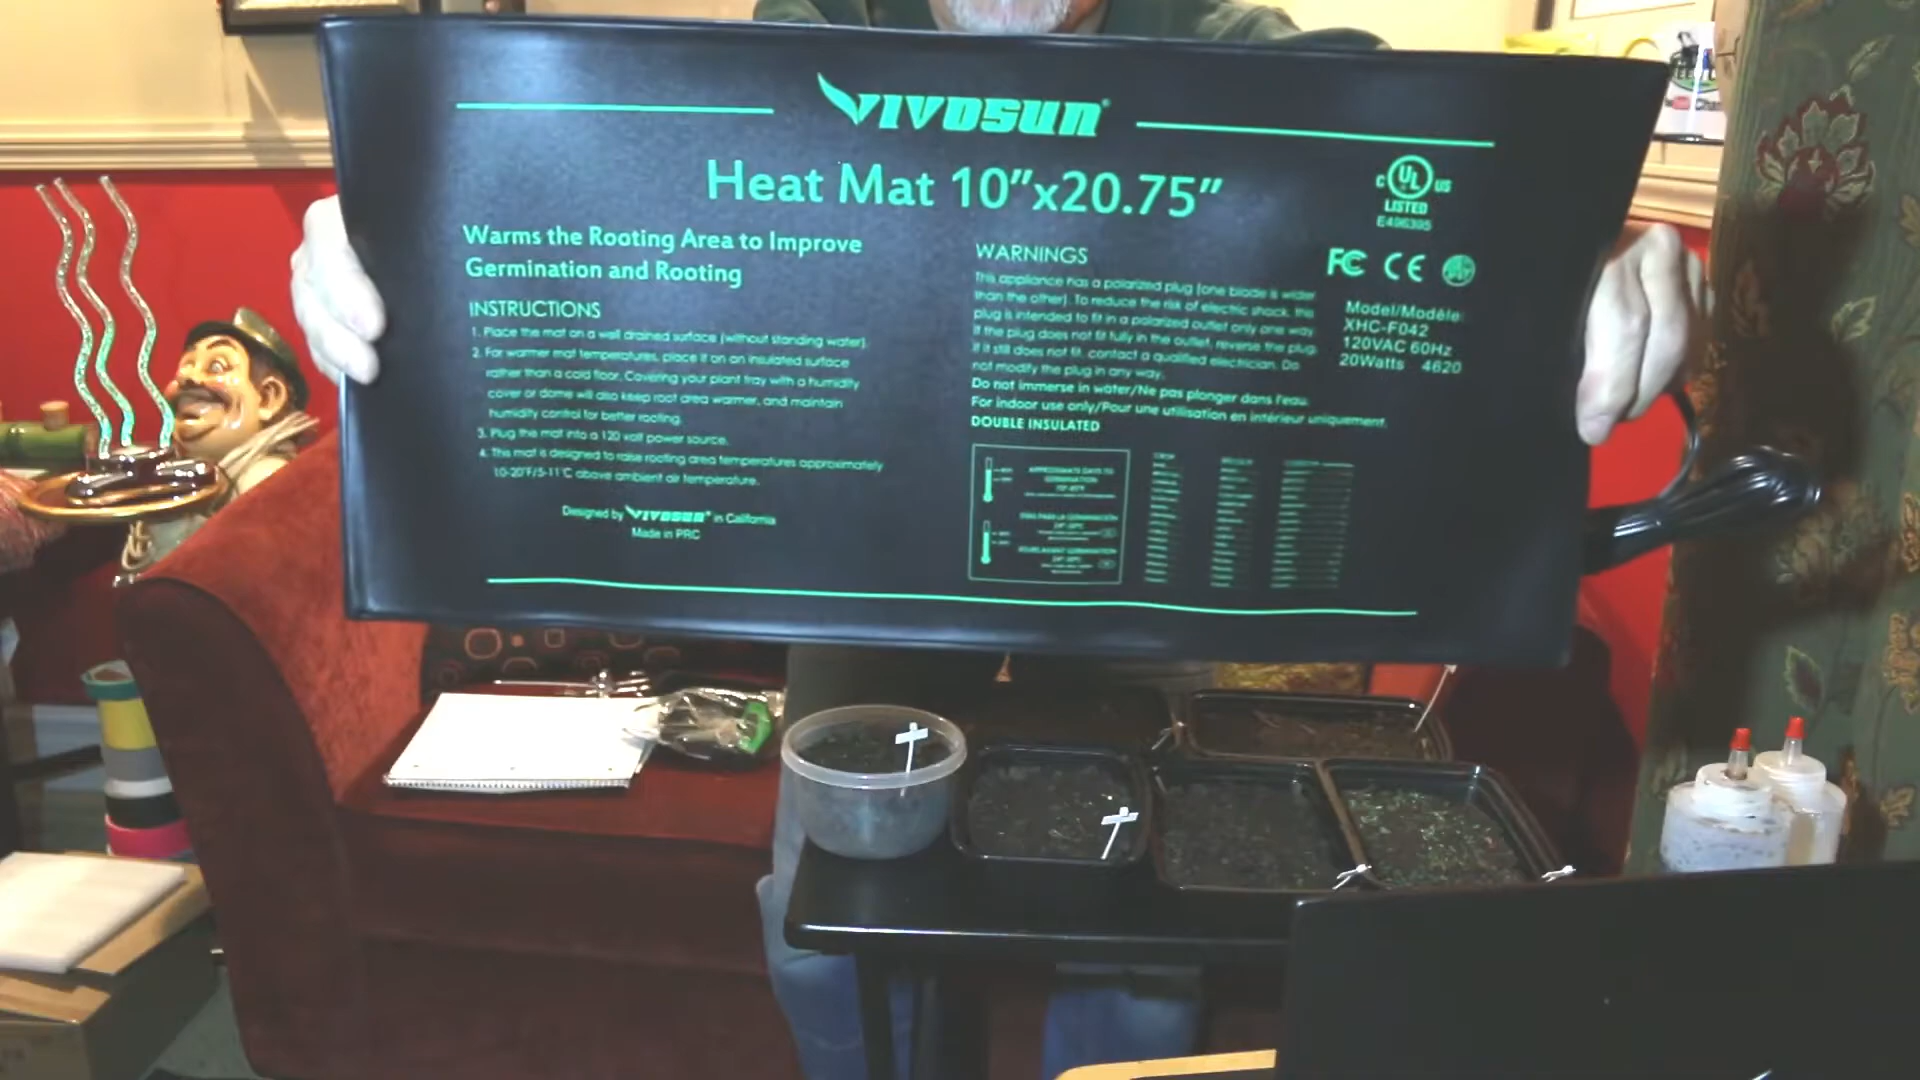 VIVOSUN®
Heat Mat 10"x20.75"
Warms the Rooting Area to Improve
Germination and Rooting
INSTRUCTIONS
1. Place the mat on a well drained surface (without standing water).
2. For warmer mat temperatures, place it on an insulated surface
rather than a cold floor. Covering your plant tray with a humidity
cover or dome will also keep root area warmer, and maintain
humidity control for better rooting.
3. Plug the mat into a 120 volt power source.
4. This mat is designed to raise rooting area temperatures approximately
10-20°F/5-11°C above ambient air temperature.
Designed by VIVOSUN® in California
Made in PRC
WARNINGS
This appliance has a polarized plug (one blade is wider
than the other). To reduce the risk of electric shock, this
plug is intended to fit in a polarized outlet only one way.
If the plug does not fit fully in the outlet, reverse the plug.
If it still does not fit, contact a qualified electrician. Do
not modify the plug in any way.
Do not immerse in water/Ne pas plonger dans l'eau.
For indoor use only/Pour une utilisation en intérieur uniquement.
DOUBLE INSULATED
APPROXIMATE DAYS TO
GERMINATION
C UL US
LISTED
E496395
FC CE
Model/Modèle:
XHC-F042
120VAC 60Hz
20Watts 4620